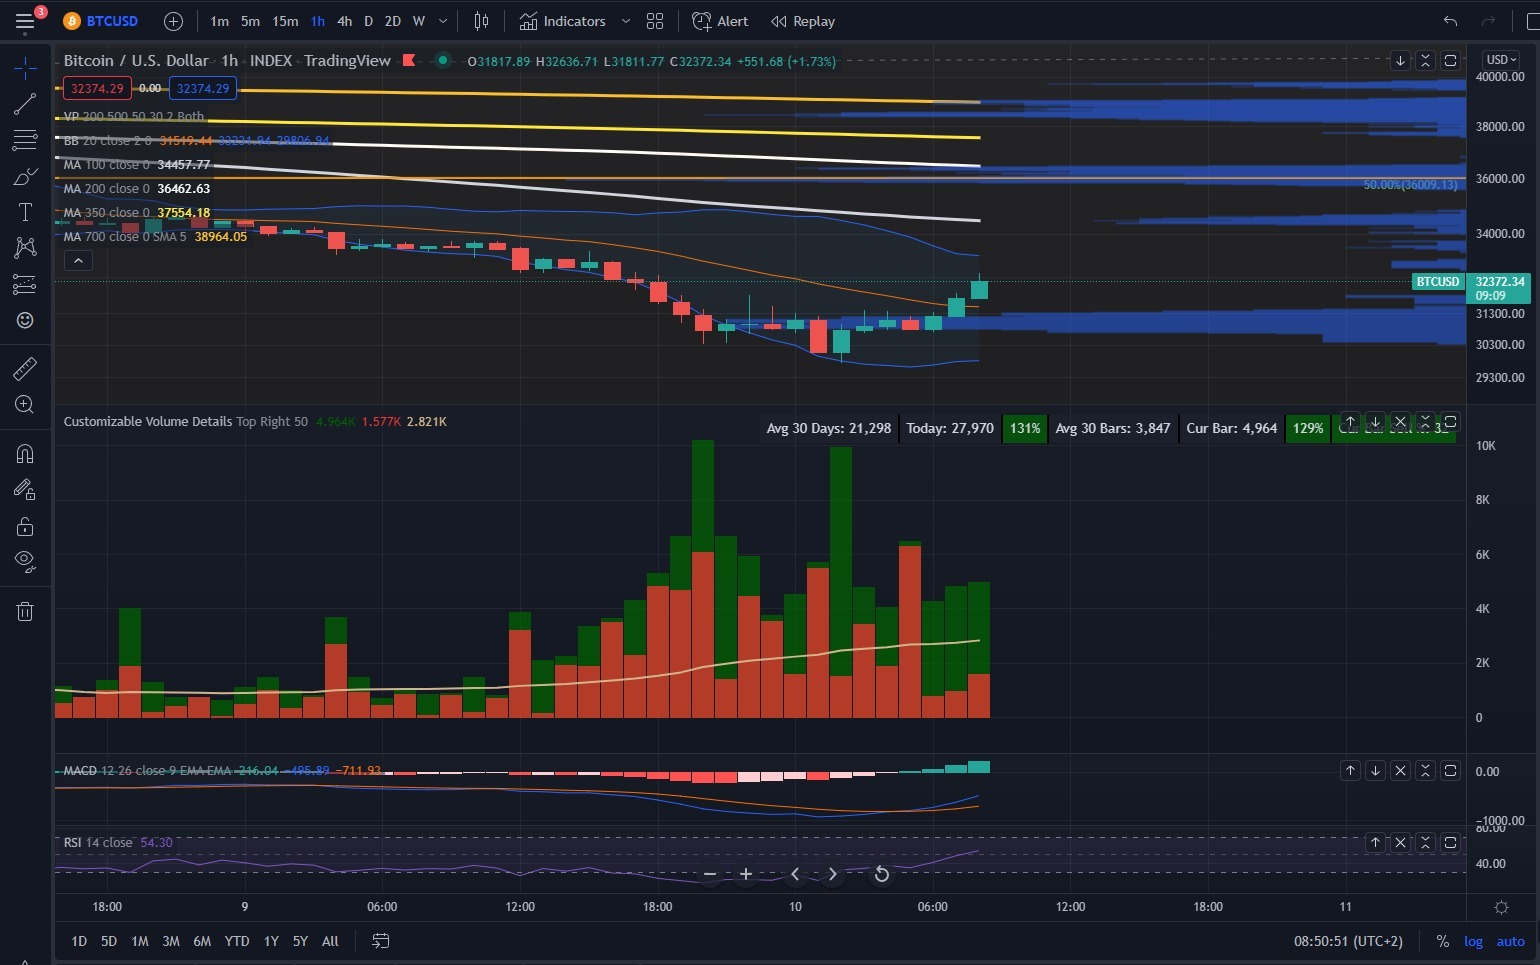 3 BTCUSD 1m 5m 15m 1h 4h D 2D W Indicators Alert Replay
Bitcoin / U.S. Dollar 1h INDEX TradingView O31817.89 H32636.71 L31811.77 C32372.34 +551.68 (+1.73%) USD
40000.00
32374.29 0.00 32374.29
VP 200 500 50 30 2 Both
38000.00
BB 20 close 2 0 31519.44 33231.94 29806.94
MA 100 close 0 34457.77
36000.00
50.00%(36009.13)
MA 200 close 0 36462.63
MA 350 close 0 37554.18
34000.00
MA 700 close 0 SMA 5 38964.05
BTCUSD 32372.34
09:09
31300.00
30300.00
29300.00
Customizable Volume Details Top Right 50 4.964K 1.577K 2.821K
Avg 30 Days: 21,298 Today: 27,970 131% Avg 30 Bars: 3,847 Cur Bar: 4,964 129%
10K
8K
6K
4K
2K
0
MACD 12 26 close 9 EMA EMA 216.04 −495.89 −711.93
0.00
−1000.00
80.00
RSI 14 close 54.30
40.00
18:00 9 06:00 12:00 18:00 10 06:00 12:00 18:00 11
1D 5D 1M 3M 6M YTD 1Y 5Y All 08:50:51 (UTC+2) % log auto